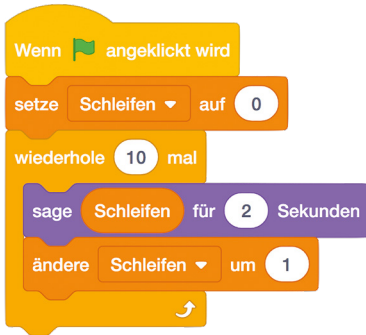 Wenn angeklickt wird
setze Schleifen auf 0
wiederhole 10 mal
sage Schleifen für 2 Sekunden
ändere Schleifen um 1